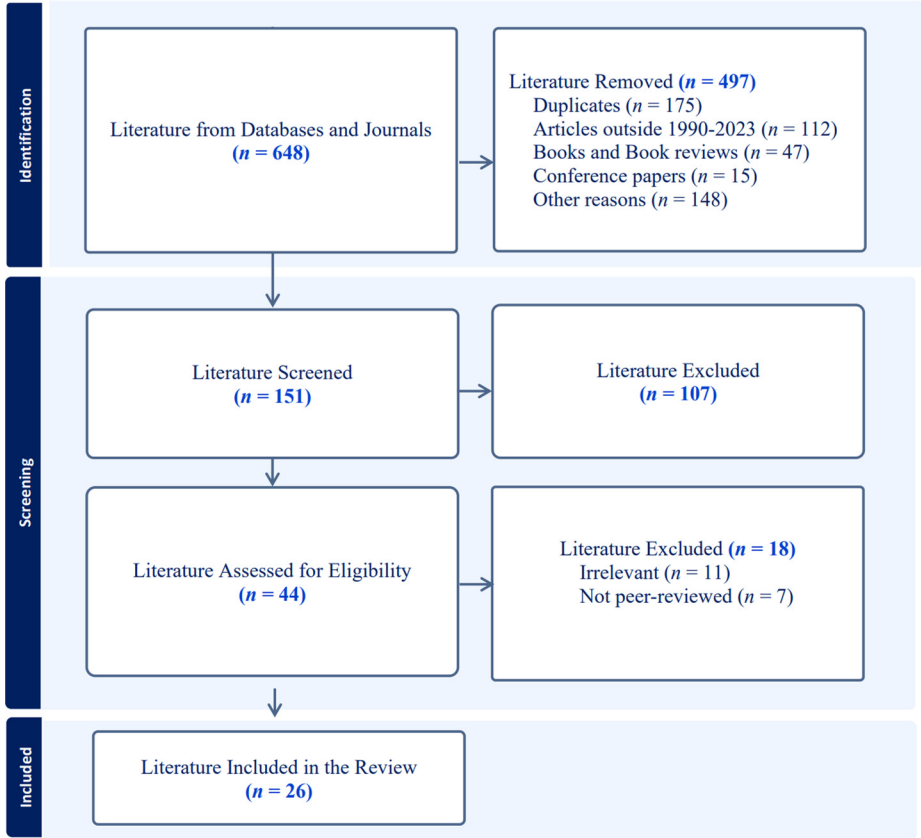 Identification
Literature from Databases and Journals
(n = 648)
Literature Removed (n = 497)
Duplicates (n = 175)
Articles outside 1990-2023 (n = 112)
Books and Book reviews (n = 47)
Conference papers (n = 15)
Other reasons (n = 148)
Screening
Literature Screened
(n = 151)
Literature Excluded
(n = 107)
Literature Assessed for Eligibility
(n = 44)
Literature Excluded (n = 18)
Irrelevant (n = 11)
Not peer-reviewed (n = 7)
Included
Literature Included in the Review
(n = 26)